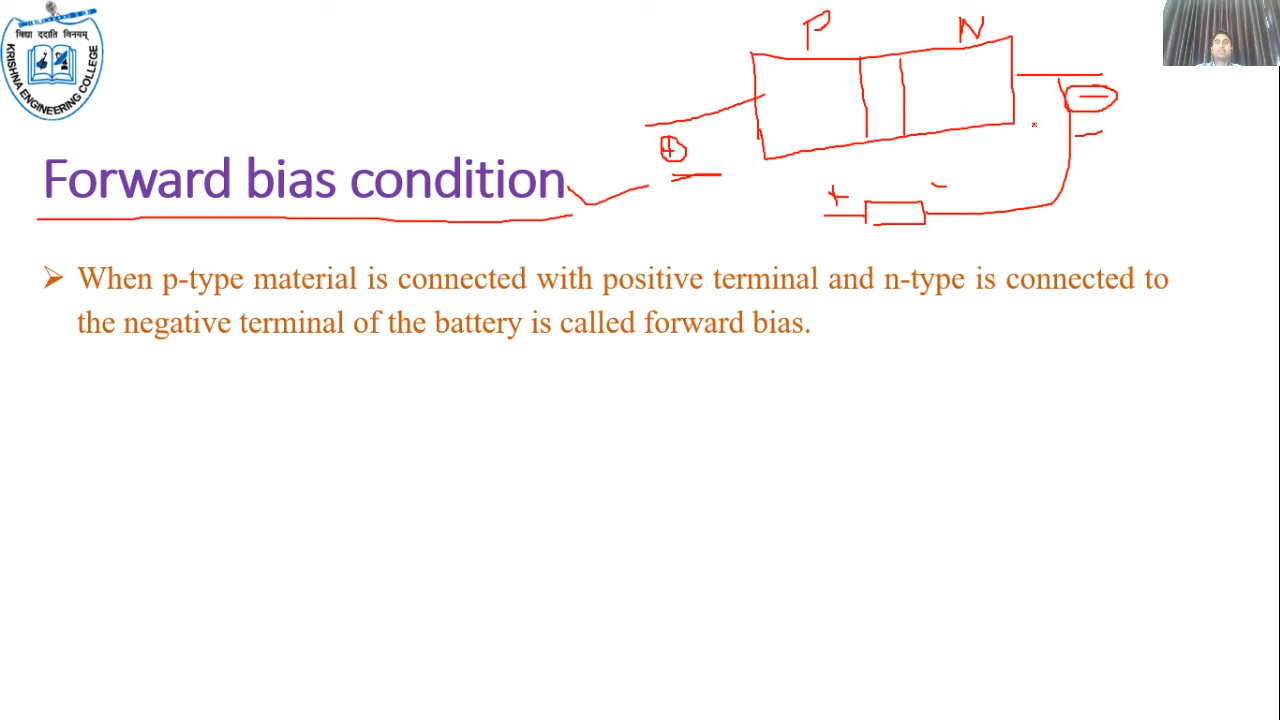 विद्या ददाति विनयम्
KRISHNA ENGINEERING COLLEGE
P N
+
−
+ -
Forward bias condition
When p-type material is connected with positive terminal and n-type is connected to
the negative terminal of the battery is called forward bias.